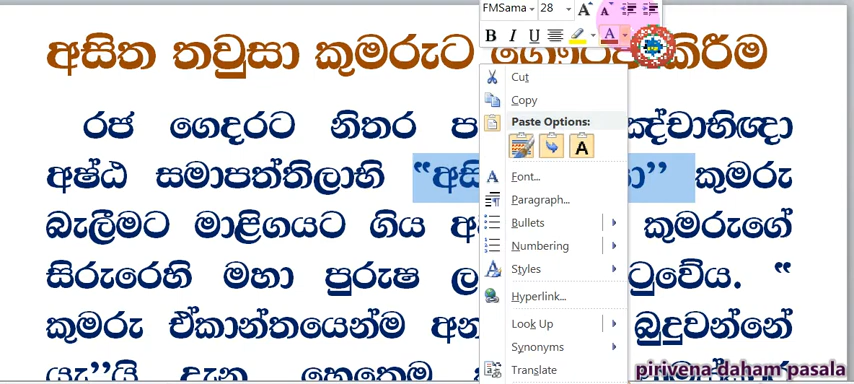 FMSama 28
අසිත තවුසා කුමරුට
කිරීම
රජ ගෙදරට නිතර
ඤ්චාභිඥා
Cut
Copy
Paste Options:
අෂ්ඨ සමාපත්තිලාභි “අසි
’’ කුමරු
Font...
Paragraph...
බැලීමට මාළිගයට ගිය
කුමරුගේ
Bullets
Numbering
සිරුරෙහි මහා පුරුෂ
ටුවේය. “
Styles
Hyperlink...
කුමරු ඒකාන්තයෙන්ම
බුදුවන්නේ
Look Up
Synonyms
Translate
දැන හෙතෙම
pirivena daham pasala